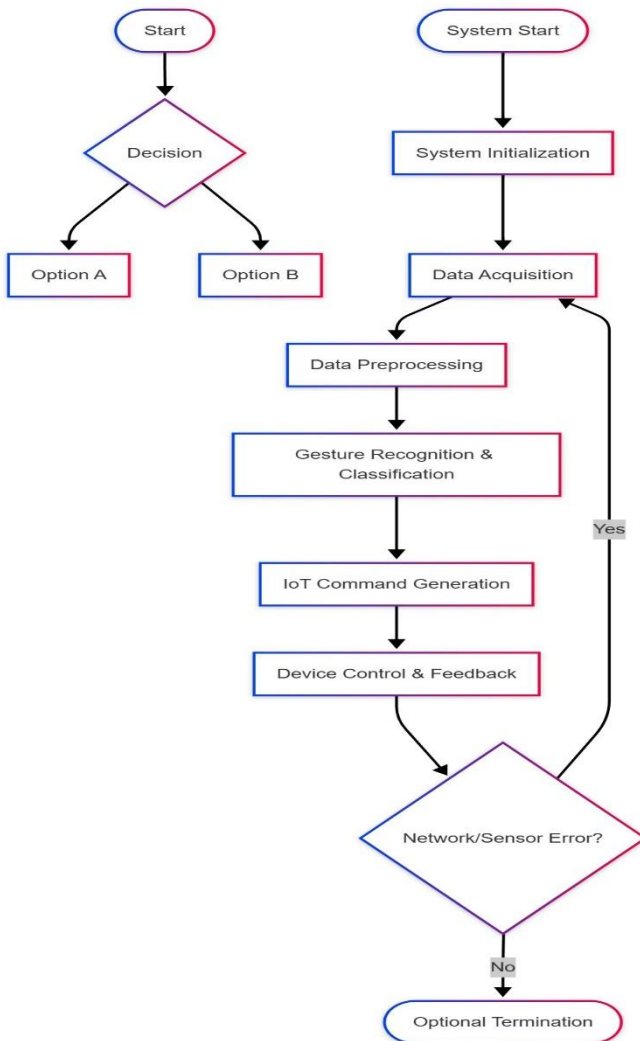 Start
System Start
Decision
System Initialization
Option A
Option B
Data Acquisition
Data Preprocessing
Gesture Recognition &
Classification
Yes
IoT Command Generation
Device Control & Feedback
Network/Sensor Error?
No
Optional Termination